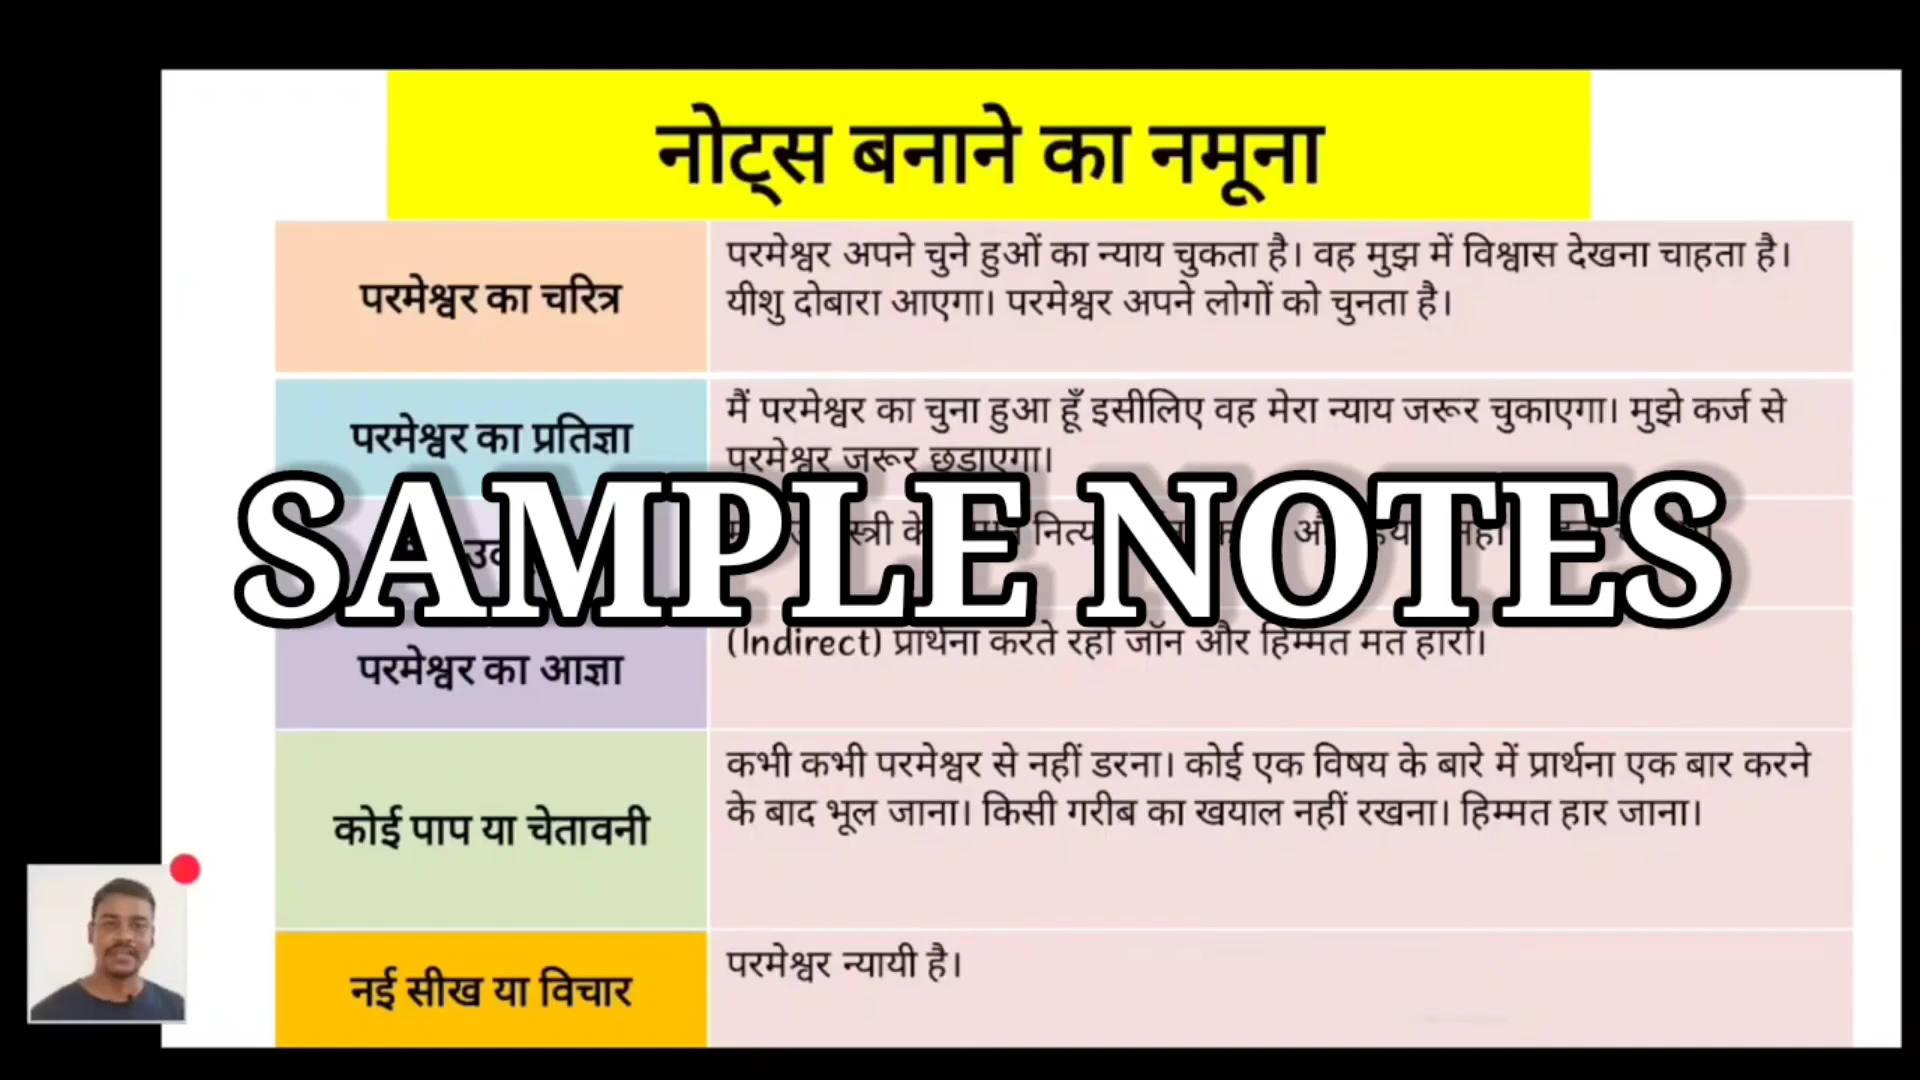 नोट्स बनाने का नमूना
परमेश्वर का चरित्र
परमेश्वर अपने चुने हुओं का न्याय चुकता है। वह मुझ में विश्वास देखना चाहता है।
यीशु दोबारा आएगा। परमेश्वर अपने लोगों को चुनता है।
परमेश्वर का प्रतिज्ञा
मैं परमेश्वर का चुना हुआ हूँ इसीलिए वह मेरा न्याय जरूर चुकाएगा। मुझे कर्ज से
परमेश्वर जरूर छुड़ाएगा।
SAMPLE NOTES
परमेश्वर का आज्ञा
(Indirect) प्रार्थना करते रहो जॉन और हिम्मत मत हारो।
कोई पाप या चेतावनी
कभी कभी परमेश्वर से नहीं डरना। कोई एक विषय के बारे में प्रार्थना एक बार करने
के बाद भूल जाना। किसी गरीब का खयाल नहीं रखना। हिम्मत हार जाना।
नई सीख या विचार
परमेश्वर न्यायी है।